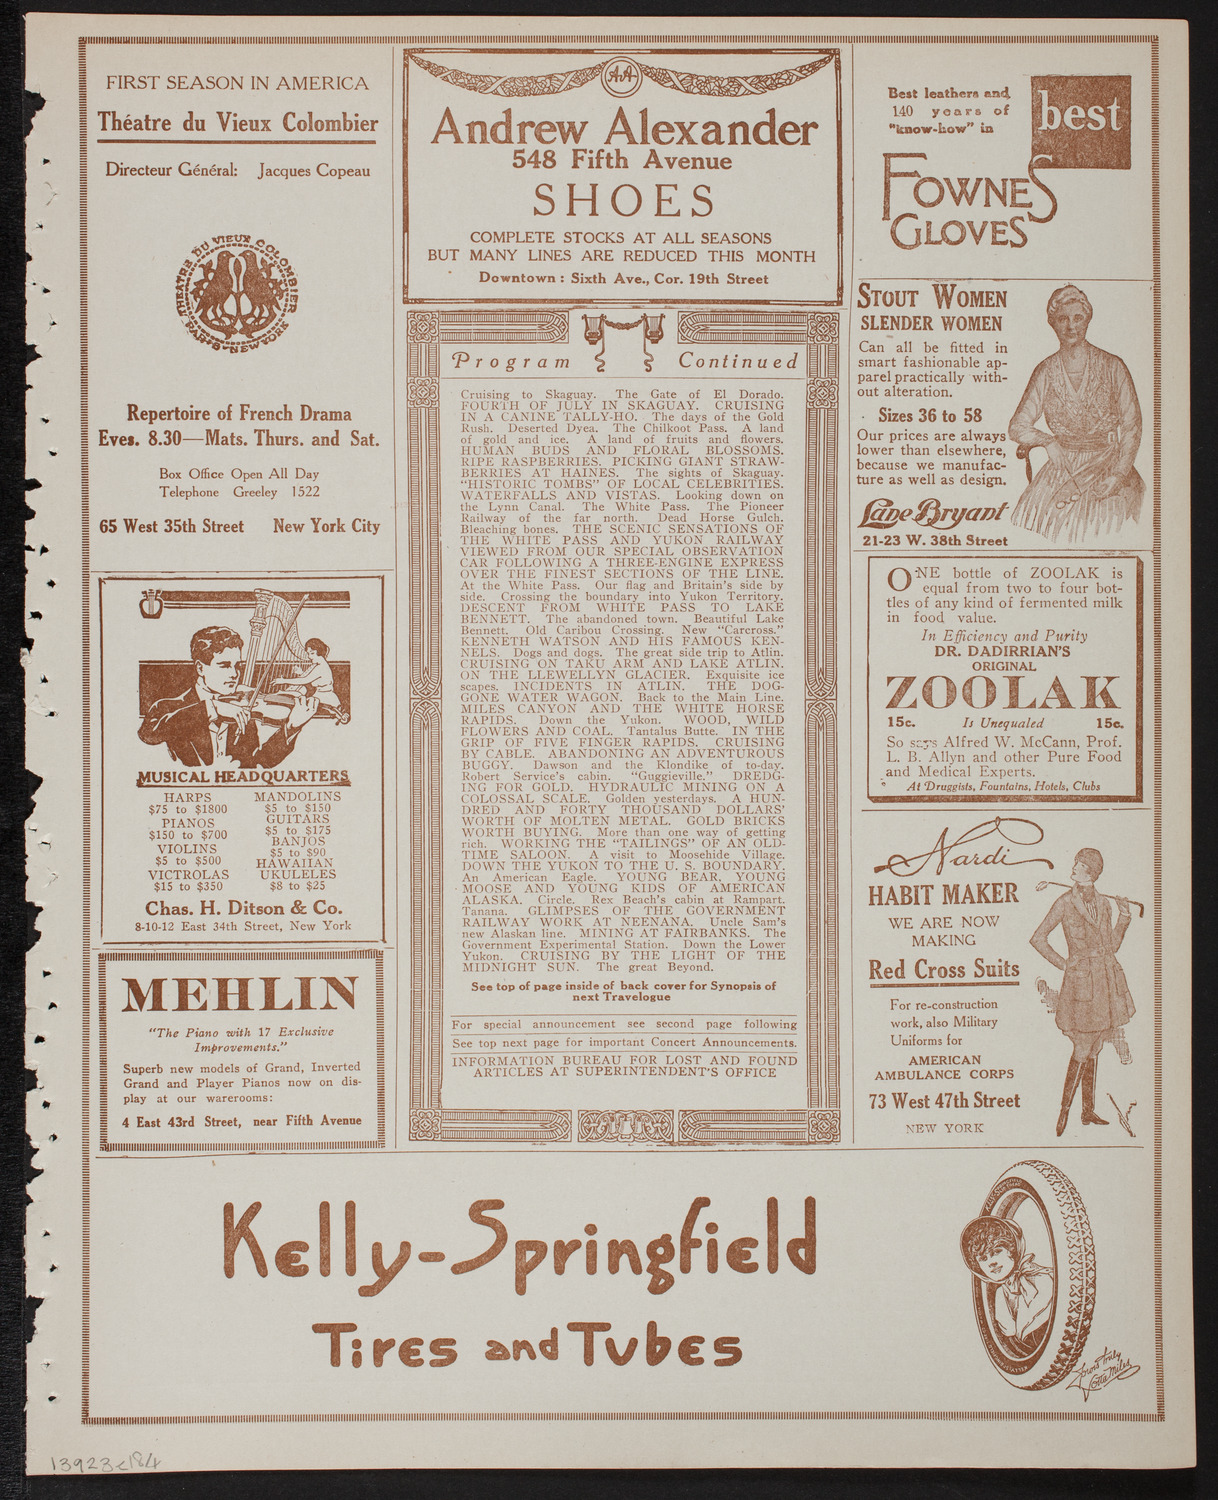 FIRST SEASON IN AMERICA
Théatre du Vieux Colombier
Directeur Général: Jacques Copeau
THEATRE DU VIEUX COLOMBIER
PARIS NEW YORK
Repertoire of French Drama
Eves. 8.30—Mats. Thurs. and Sat.
Box Office Open All Day
Telephone Greeley 1522
65 West 35th Street New York City
MUSICAL HEADQUARTERS
HARPS
$75 to $1800
PIANOS
$150 to $700
VIOLINS
$5 to $500
VICTROLAS
$15 to $350
MANDOLINS
$5 to $150
GUITARS
$5 to $175
BANJOS
$5 to $90
HAWAIIAN
UKULELES
$8 to $25
Chas. H. Ditson & Co.
8-10-12 East 34th Street, New York
MEHLIN
"The Piano with 17 Exclusive
Improvements."
Superb new models of Grand, Inverted
Grand and Player Pianos now on dis-
play at our warerooms:
4 East 43rd Street, near Fifth Avenue
AA
Andrew Alexander
548 Fifth Avenue
SHOES
COMPLETE STOCKS AT ALL SEASONS
BUT MANY LINES ARE REDUCED THIS MONTH
Downtown: Sixth Ave., Cor. 19th Street
Program Continued
Cruising to Skaguay. The Gate of El Dorado.
FOURTH OF JULY IN SKAGUAY. CRUISING
IN A CANINE TALLY-HO. The days of the Gold
Rush. Deserted Dyea. The Chilkoot Pass. A land
of gold and ice. A land of fruits and flowers.
HUMAN BUDS AND FLORAL BLOSSOMS.
RIPE RASPBERRIES. PICKING GIANT STRAW-
BERRIES AT HAINES. The sights of Skaguay.
"HISTORIC TOMBS" OF LOCAL CELEBRITIES.
WATERFALLS AND VISTAS. Looking down on
the Lynn Canal. The White Pass. The Pioneer
Railway of the far north. Dead Horse Gulch.
Bleaching bones. THE SCENIC SENSATIONS OF
THE WHITE PASS AND YUKON RAILWAY
VIEWED FROM OUR SPECIAL OBSERVATION
CAR FOLLOWING A THREE-ENGINE EXPRESS
OVER THE FINEST SECTIONS OF THE LINE.
At the White Pass. Our flag and Britain's side by
side. Crossing the boundary into Yukon Territory.
DESCENT FROM WHITE PASS TO LAKE
BENNETT. The abandoned town. Beautiful Lake
Bennett. Old Caribou Crossing. New "Carcross."
KENNETH WATSON AND HIS FAMOUS KEN-
NELS. Dogs and dogs. The great side trip to Atlin.
CRUISING ON TAKU ARM AND LAKE ATLIN.
ON THE LLEWELLYN GLACIER. Exquisite ice
scapes. INCIDENTS IN ATLIN. THE DOG-
GONE WATER WAGON. Back to the Main Line.
MILES CANYON AND THE WHITE HORSE
RAPIDS. Down the Yukon. WOOD, WILD
FLOWERS AND COAL. Tantalus Butte. IN THE
GRIP OF FIVE FINGER RAPIDS. CRUISING
BY CABLE. ABANDONING AN ADVENTUROUS
BUGGY. Dawson and the Klondike of to-day.
Robert Service's cabin. "Guggieville." DREDG-
ING FOR GOLD. HYDRAULIC MINING ON A
COLOSSAL SCALE. Golden yesterdays. A HUN-
DRED AND FORTY THOUSAND DOLLARS'
WORTH OF MOLTEN METAL. GOLD BRICKS
WORTH BUYING. More than one way of getting
rich. WORKING THE "TAILINGS" OF AN OLD-
TIME SALOON. A visit to Moosehide Village.
DOWN THE YUKON TO THE U. S. BOUNDARY.
An American Eagle. YOUNG BEAR, YOUNG
MOOSE AND YOUNG KIDS OF AMERICAN
ALASKA. Circle. Rex Beach's cabin at Rampart.
Tanana. GLIMPSES OF THE GOVERNMENT
RAILWAY WORK AT NEENANA. Uncle Sam's
new Alaskan line. MINING AT FAIRBANKS. The
Government Experimental Station. Down the Lower
Yukon. CRUISING BY THE LIGHT OF THE
MIDNIGHT SUN. The great Beyond.
See top of page inside of back cover for Synopsis of
next Travelogue
For special announcement see second page following
See top next page for important Concert Announcements.
INFORMATION BUREAU FOR LOST AND FOUND
ARTICLES AT SUPERINTENDENT'S OFFICE
Best leathers and
140 years of
"know-how" in
best
FOWNES
GLOVES
STOUT WOMEN
SLENDER WOMEN
Can all be fitted in
smart fashionable ap-
parel practically with-
out alteration.
Sizes 36 to 58
Our prices are always
lower than elsewhere,
because we manufac-
ture as well as design.
Lane Bryant
21-23 W. 38th Street
ONE bottle of ZOOLAK is
equal from two to four bot-
tles of any kind of fermented milk
in food value.
In Efficiency and Purity
DR. DADIRRIAN'S
ORIGINAL
ZOOLAK
15c. Is Unequaled 15c.
So says Alfred W. McCann, Prof.
L. B. Allyn and other Pure Food
and Medical Experts.
At Druggists, Fountains, Hotels, Clubs
Nardi
HABIT MAKER
WE ARE NOW
MAKING
Red Cross Suits
For re-construction
work, also Military
Uniforms for
AMERICAN
AMBULANCE CORPS
73 West 47th Street
NEW YORK
Kelly-Springfield
Tires and Tubes
Yours truly
Lotta Miles
13923c184